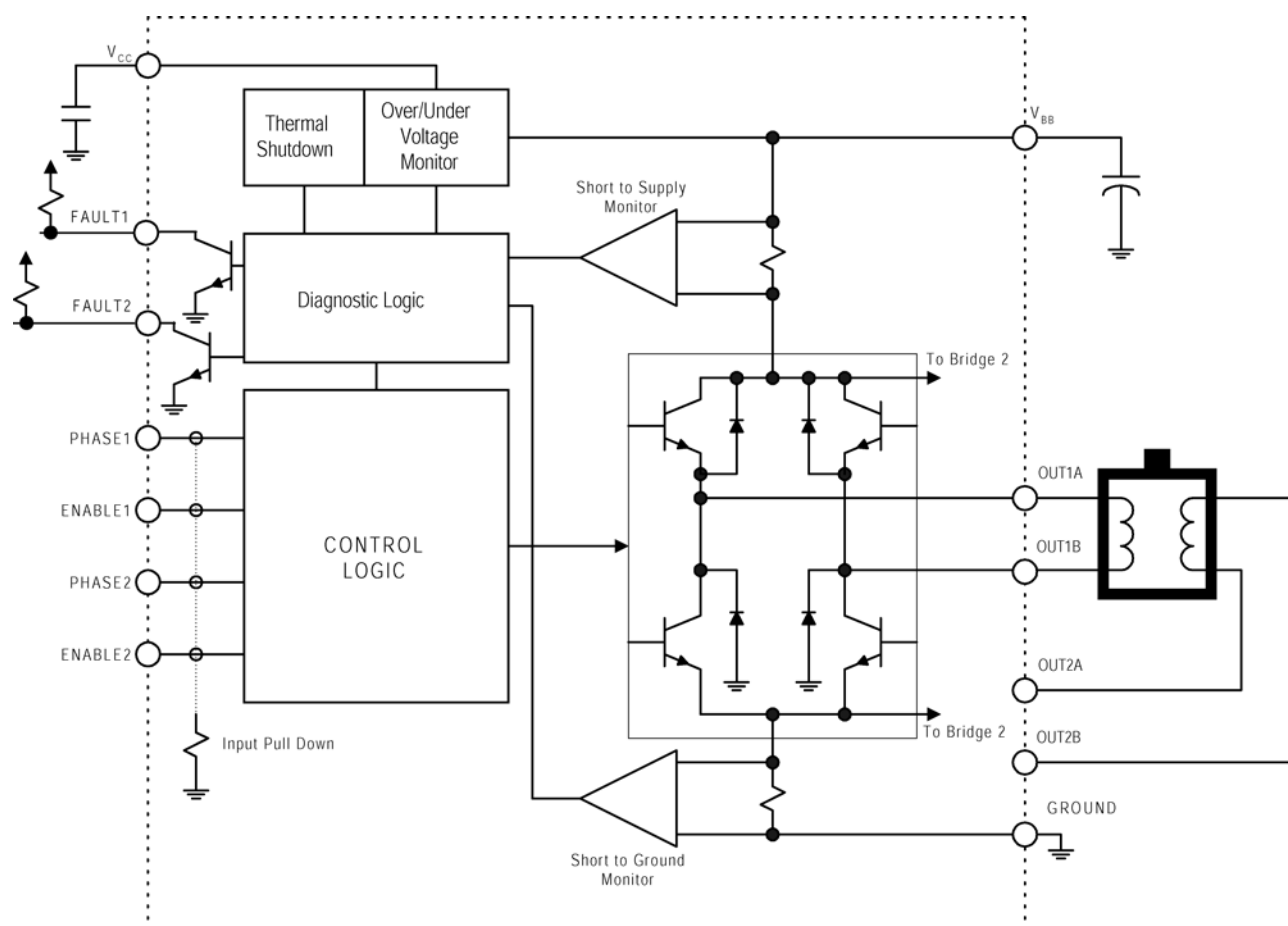 V_CC
Thermal
Shutdown
Over/Under
Voltage
Monitor
V_BB
Short to Supply
Monitor
FAULT1
FAULT2
Diagnostic Logic
To Bridge 2
PHASE1
ENABLE1
PHASE2
ENABLE2
CONTROL
LOGIC
OUT1A
OUT1B
OUT2A
OUT2B
To Bridge 2
Input Pull Down
GROUND
Short to Ground
Monitor